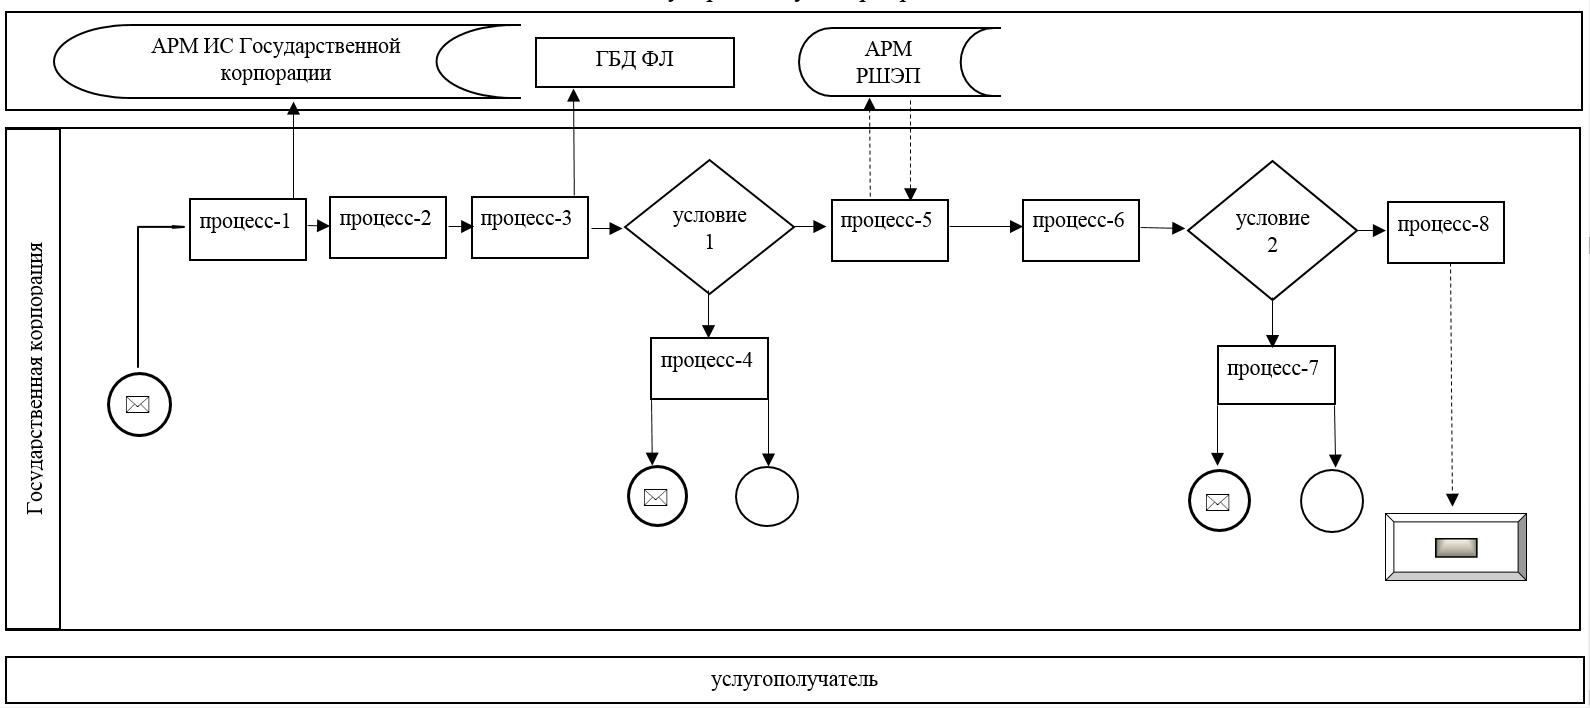 АРМ ИС Государственной
корпорации
ГБД ФЛ
АРМ
РШЭП
Государственная корпорация
процесс-1
процесс-2
процесс-3
условие
1
процесс-5
процесс-6
условие
2
процесс-8
процесс-4
процесс-7
услугополучатель